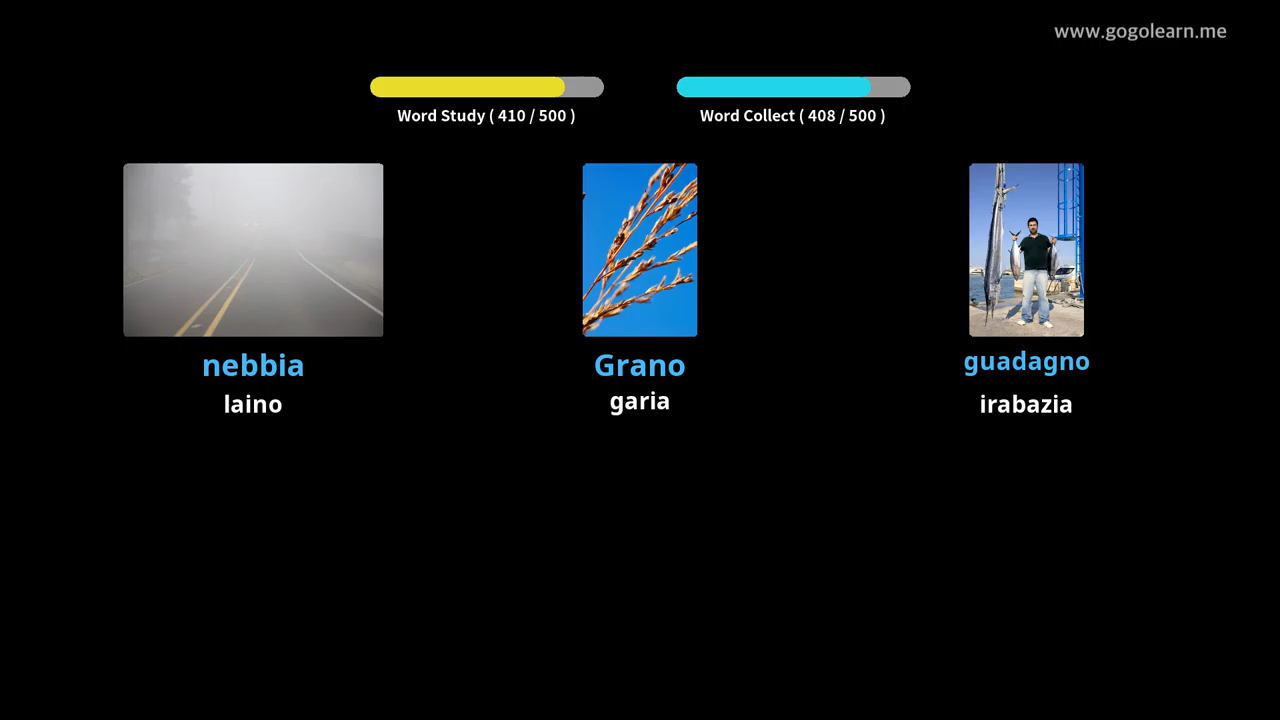 www.gogolearn.me
Word Study ( 410 / 500 )
Word Collect ( 408 / 500 )
nebbia
laino
Grano
garia
guadagno
irabazia